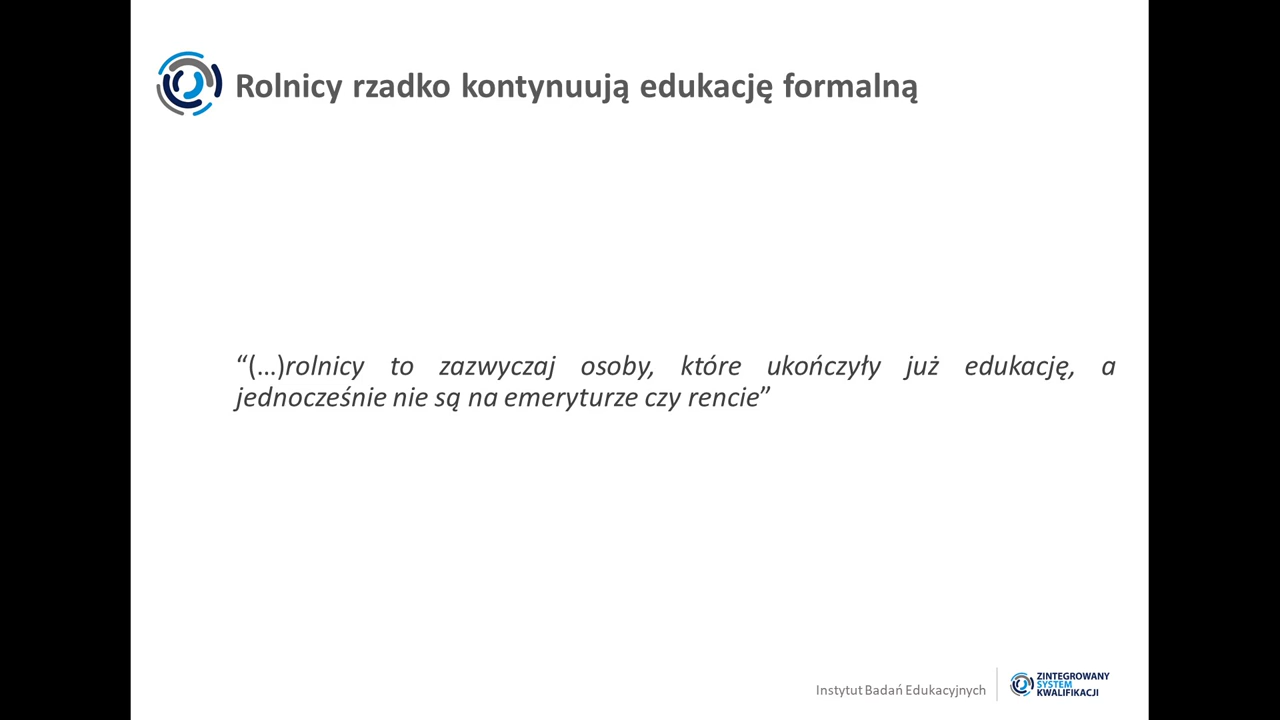 Rolnicy rzadko kontynuują edukację formalną
“(…)rolnicy to zazwyczaj osoby, które ukończyły już edukację, a
jednocześnie nie są na emeryturze czy rencie”
Instytut Badań Edukacyjnych
ZINTEGROWANY
SYSTEM
KWALIFIKACJI